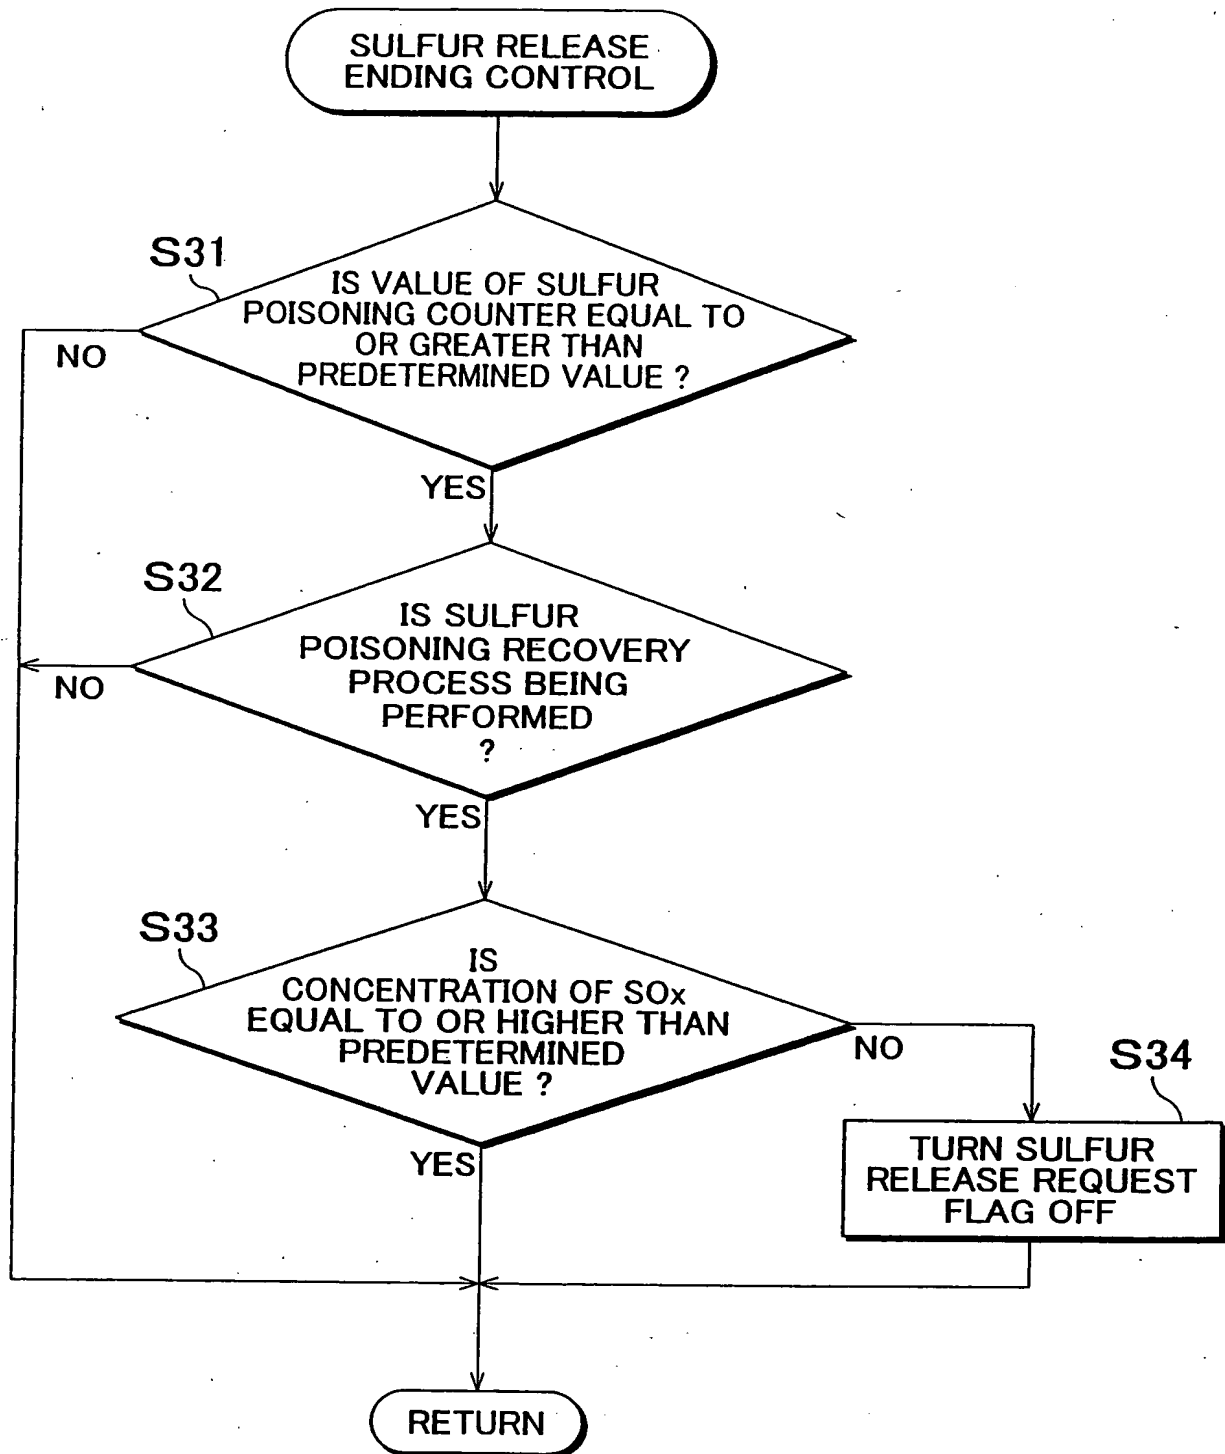 SULFUR RELEASE
ENDING CONTROL
S31
IS VALUE OF SULFUR
POISONING COUNTER EQUAL TO
OR GREATER THAN
PREDETERMINED VALUE ?
NO
YES
S32
IS SULFUR
POISONING RECOVERY
PROCESS BEING
PERFORMED
?
NO
YES
S33
IS
CONCENTRATION OF SOx
EQUAL TO OR HIGHER THAN
PREDETERMINED
VALUE ?
NO
YES
S34
TURN SULFUR
RELEASE REQUEST
FLAG OFF
RETURN